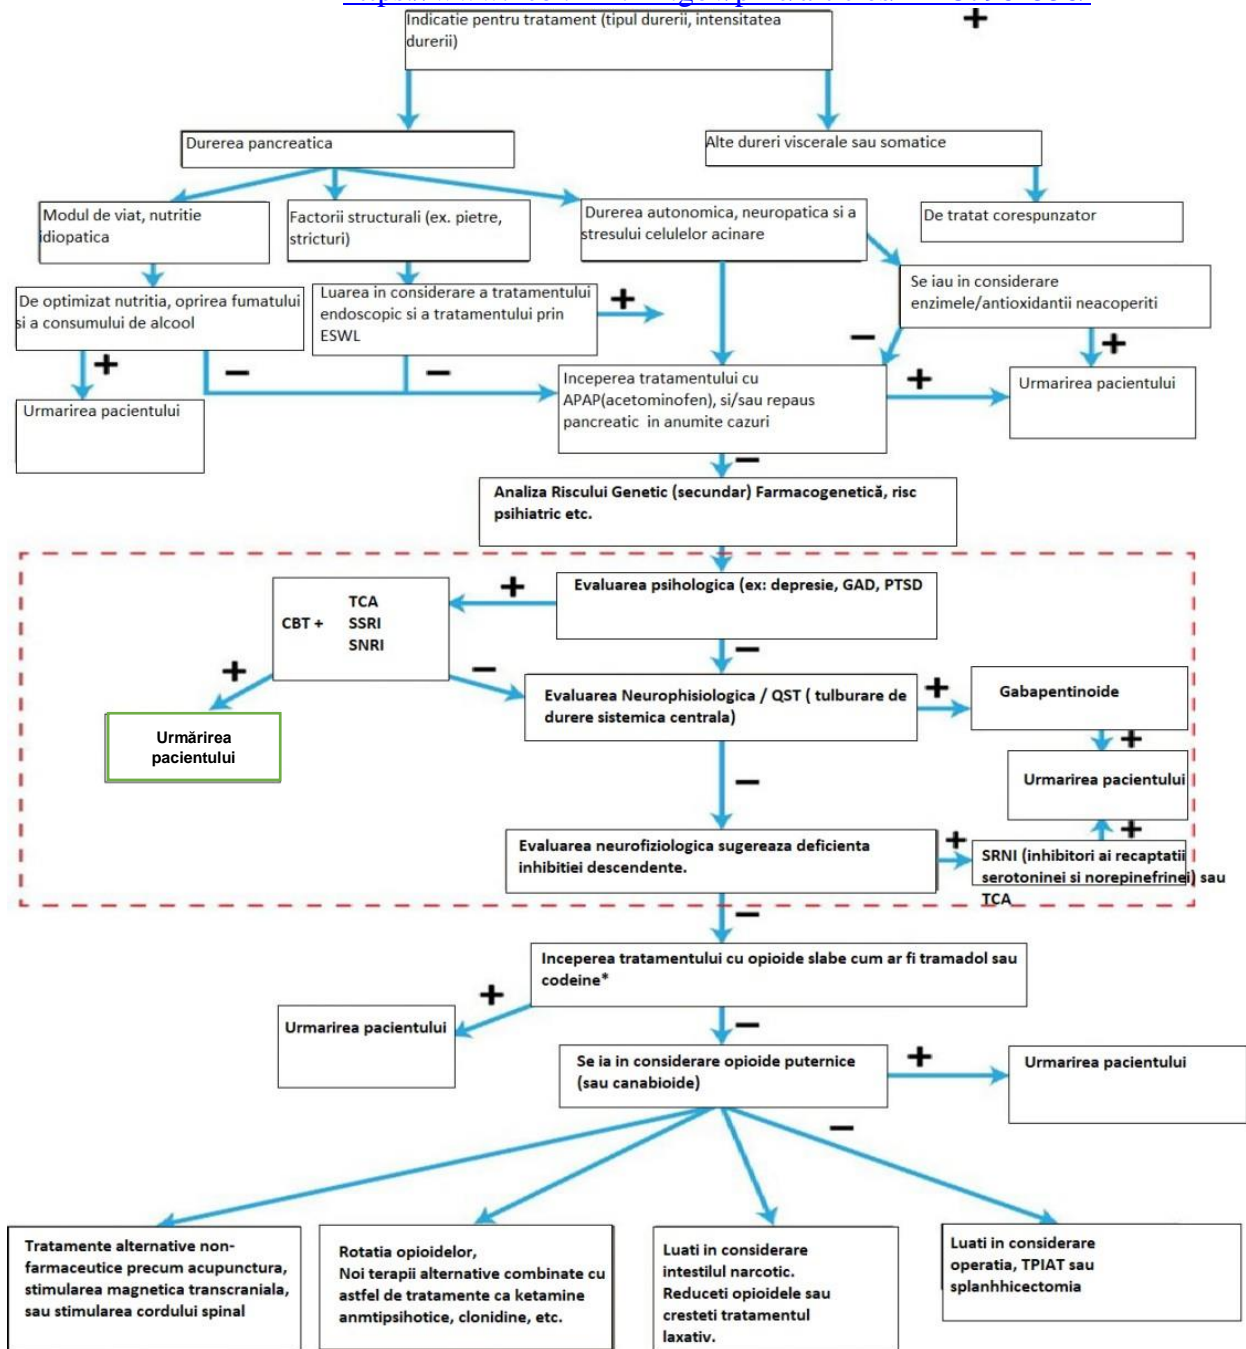 Indicatie pentru tratament (tipul durerii, intensitatea
durerii)
+
Durerea pancreatica
Alte dureri viscerale sau somatice
Modul de viat, nutritie
idiopatica
Factorii structurali (ex. pietre,
stricturi)
Durerea autonomica, neuropatica si a
stresului celulelor acinare
De tratat corespunzator
De optimizat nutritia, oprirea fumatului
si a consumului de alcool
Luarea in considerare a tratamentului
endoscopic si a tratamentului prin
ESWL
+
Se iau in considerare
enzimele/antioxidantii neacoperiti
+
−
−
−
+
Urmarirea pacientului
Inceperea tratamentului cu
APAP(acetominofen), si/sau repaus
pancreatic in anumite cazuri
+
Urmarirea pacientului
−
Analiza Riscului Genetic (secundar) Farmacogenetică, risc
psihiatric etc.
CBT +
TCA
SSRI
SNRI
+
Evaluarea psihologica (ex: depresie, GAD, PTSD
+
−
−
Evaluarea Neurophisiologica / QST ( tulburare de
durere sistemica centrala)
+
Gabapentinoide
+
Urmărirea
pacientului
−
Urmarirea pacientului
+
Evaluarea neurofiziologica sugereaza deficienta
inhibitiei descendente.
+
SRNI (inhibitori ai recaptatii
serotoninei si norepinefrinei) sau
TCA
−
Inceperea tratamentului cu opioide slabe cum ar fi tramadol sau
codeine*
+
Urmarirea pacientului
−
Se ia in considerare opioide puternice
(sau canabioide)
+
Urmarirea pacientului
−
Tratamente alternative non-
farmaceutice precum acupunctura,
stimularea magnetica transcraniala,
sau stimularea cordului spinal
Rotatia opioidelor,
Noi terapii alternative combinate cu
astfel de tratamente ca ketamine
anmtipsihotice, clonidine, etc.
Luati in considerare
intestilul narcotic.
Reduceti opioidele sau
cresteti tratamentul
laxativ.
Luati in considerare
operatia, TPIAT sau
splanhhicectomia